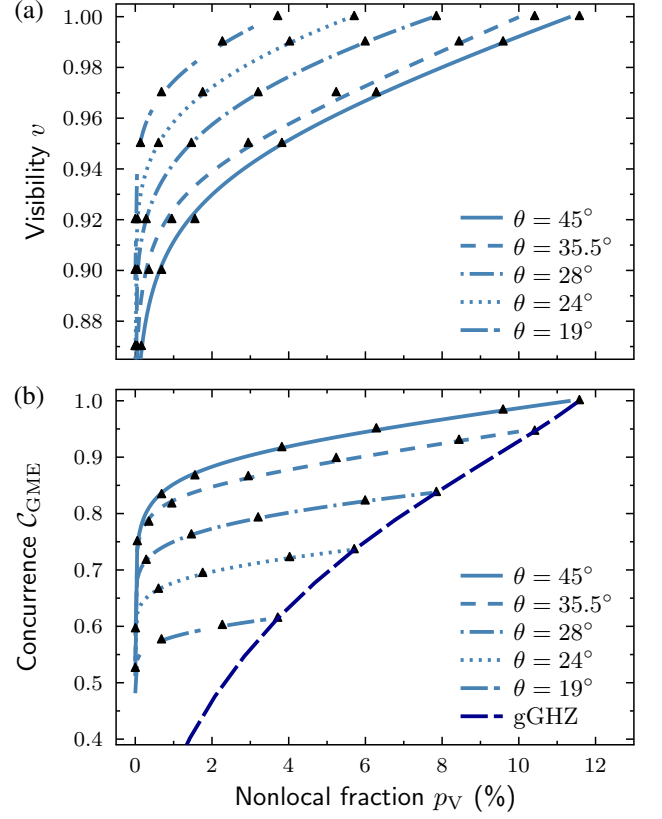 (a)
1.00
0.98
0.96
0.94
0.92
0.90
0.88
Visibility v
θ = 45°
θ = 35.5°
θ = 28°
θ = 24°
θ = 19°
(b)
1.0
0.9
0.8
0.7
0.6
0.5
0.4
Concurrence C_GME
θ = 45°
θ = 35.5°
θ = 28°
θ = 24°
θ = 19°
gGHZ
0 2 4 6 8 10 12
Nonlocal fraction p_V (%)